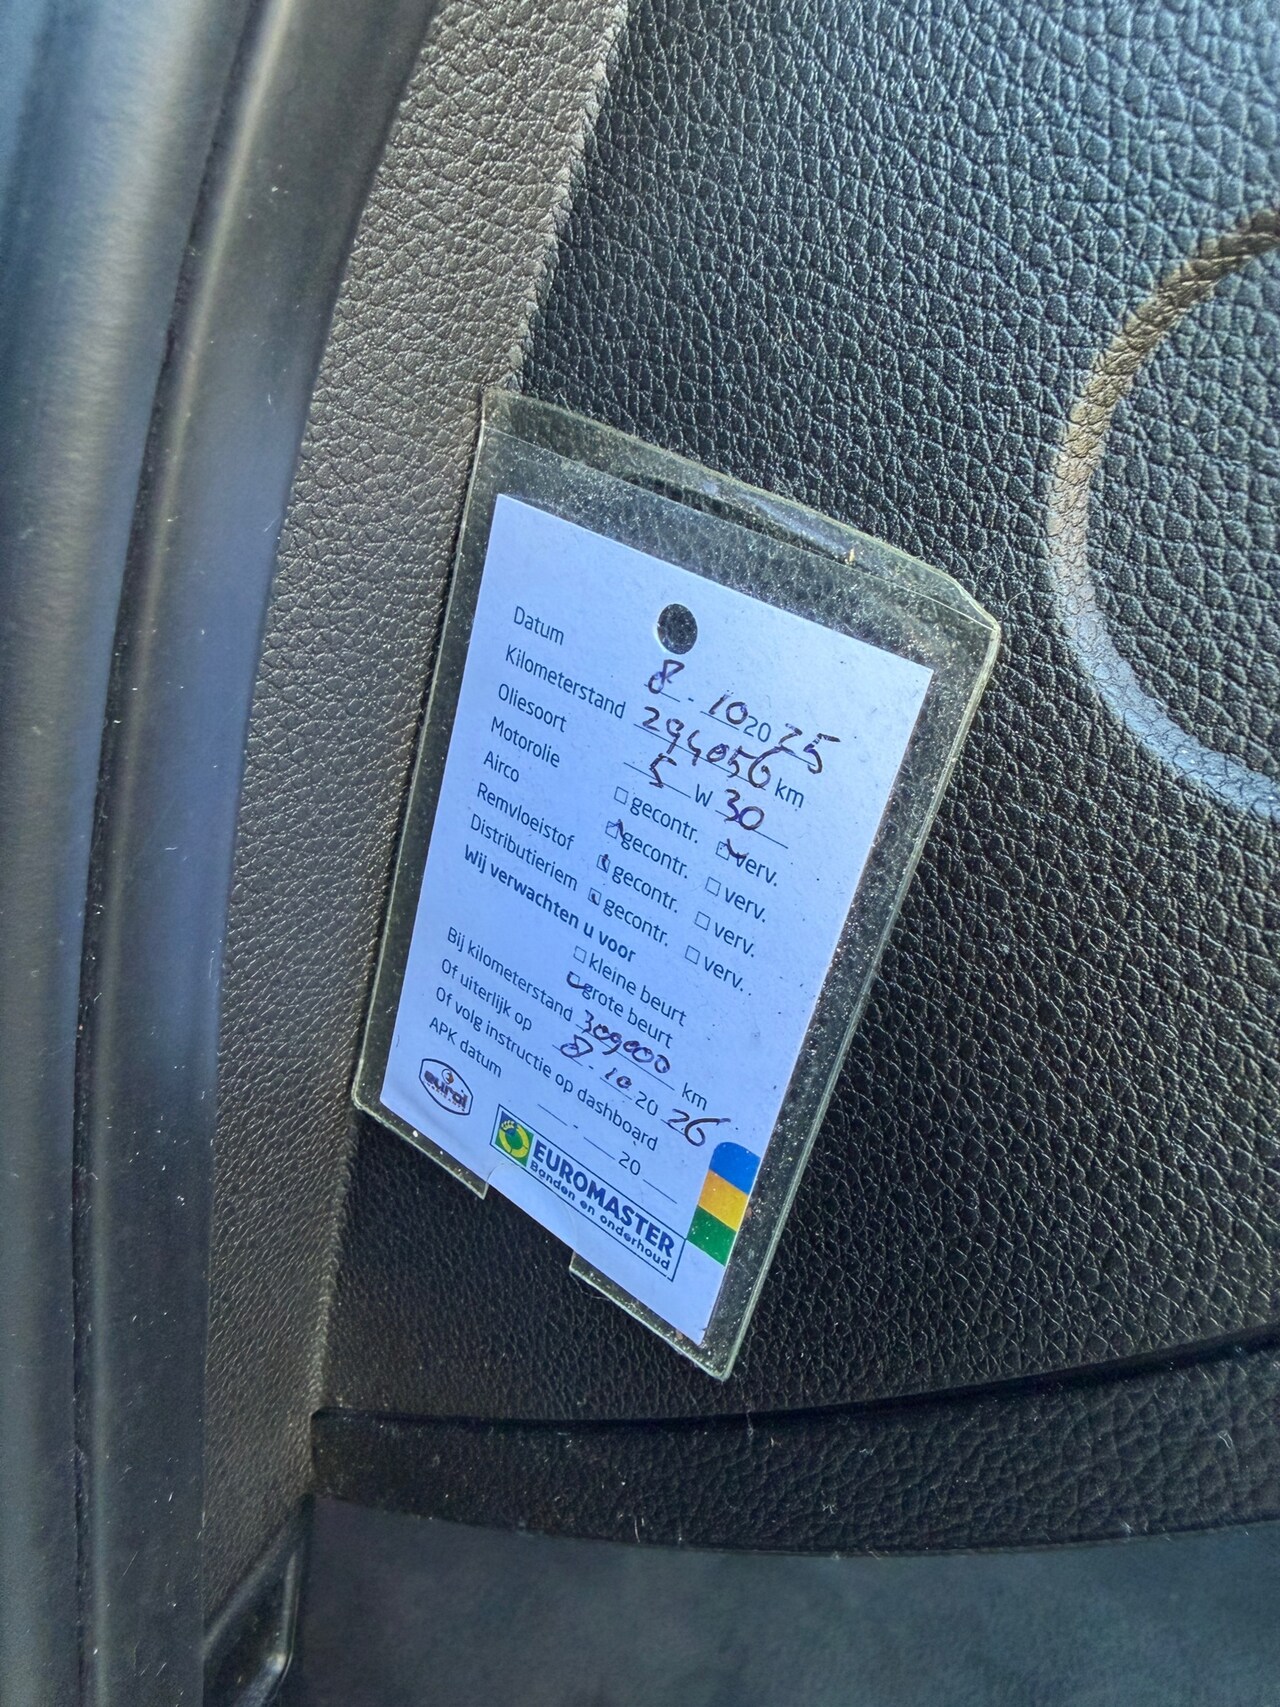 Datum 8 - 10 20 25
Kilometerstand 294056 km
Oliesoort 5 W 30
Motorolie gecontr. verv.
Airco gecontr. verv.
Remvloeistof gecontr. verv.
Distributieriem gecontr. verv.
Wij verwachten u voor
kleine beurt
grote beurt
Bij kilometerstand 309000 km
Of uiterlijk op 8 - 10 20 26
Of volg instructie op dashboard
APK datum - 20
eurol
EUROMASTER
Banden en onderhoud